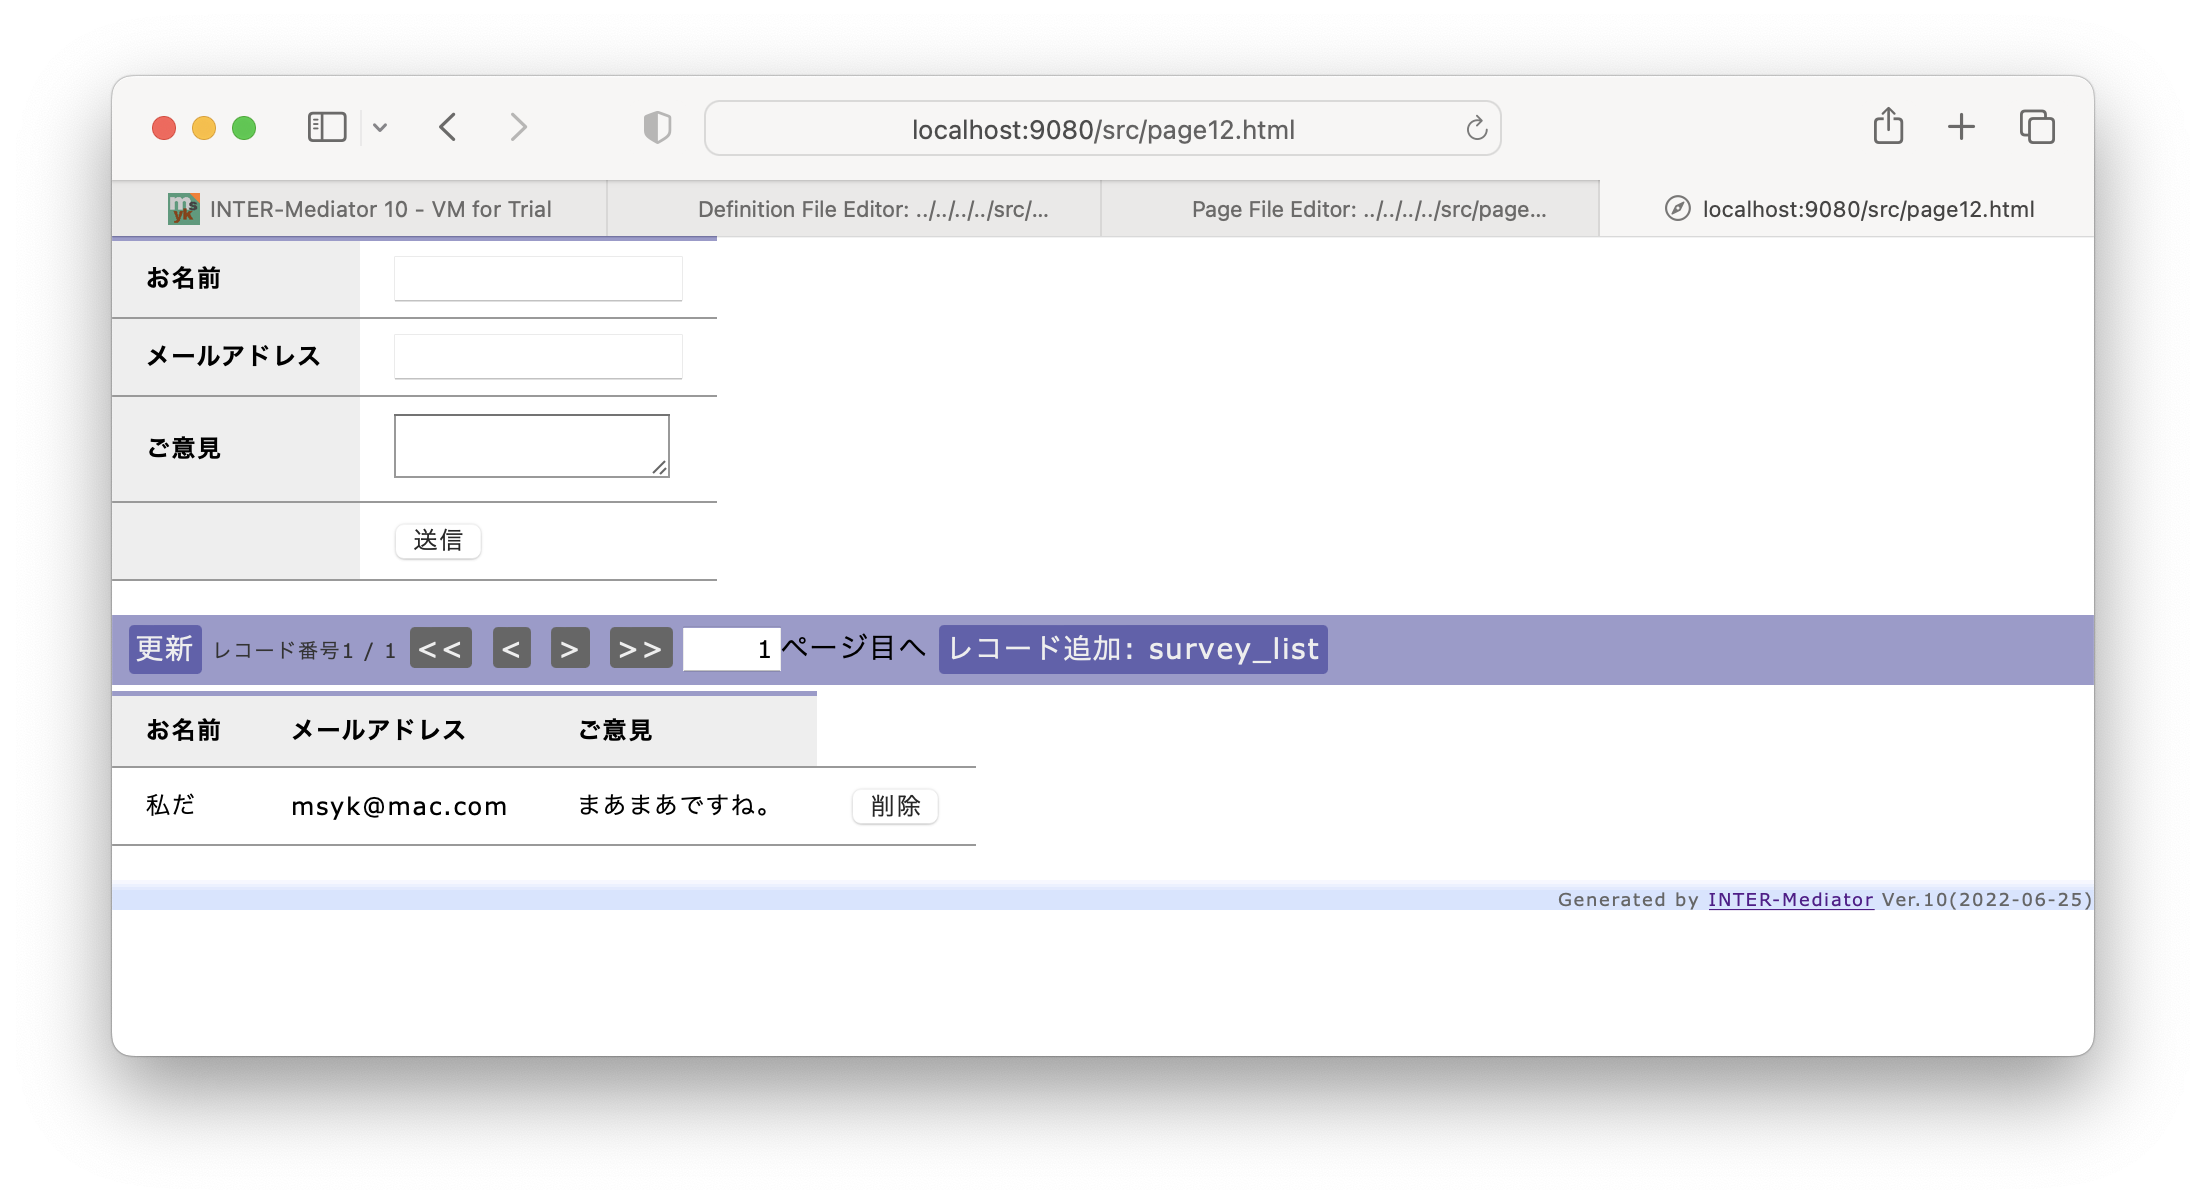 localhost:9080/src/page12.html
msyk INTER-Mediator 10 - VM for Trial
Definition File Editor: ../../../../src/...
Page File Editor: ../../../../src/page...
localhost:9080/src/page12.html
お名前
メールアドレス
ご意見
送信
更新 レコード番号1 / 1 << < > >> 1 ページ目へ レコード追加: survey_list
お名前 メールアドレス ご意見
私だ msyk@mac.com まあまあですね。 削除
Generated by INTER-Mediator Ver.10(2022-06-25)